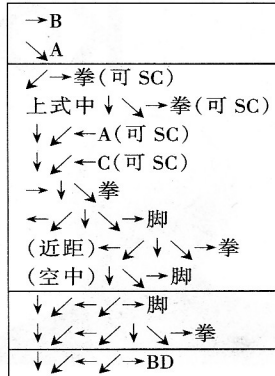 →B
↘A
↙→拳(可 SC)
上式中↓↘→拳(可 SC)
↓↙←A(可 SC)
↓↙←C(可 SC)
→↓↘拳
←↙↓↘→脚
(近距)←↙↓↘→拳
(空中)↓↘→脚
↓↙←↙→脚
↓↙←↙↓↘→拳
↓↙←↙→BD